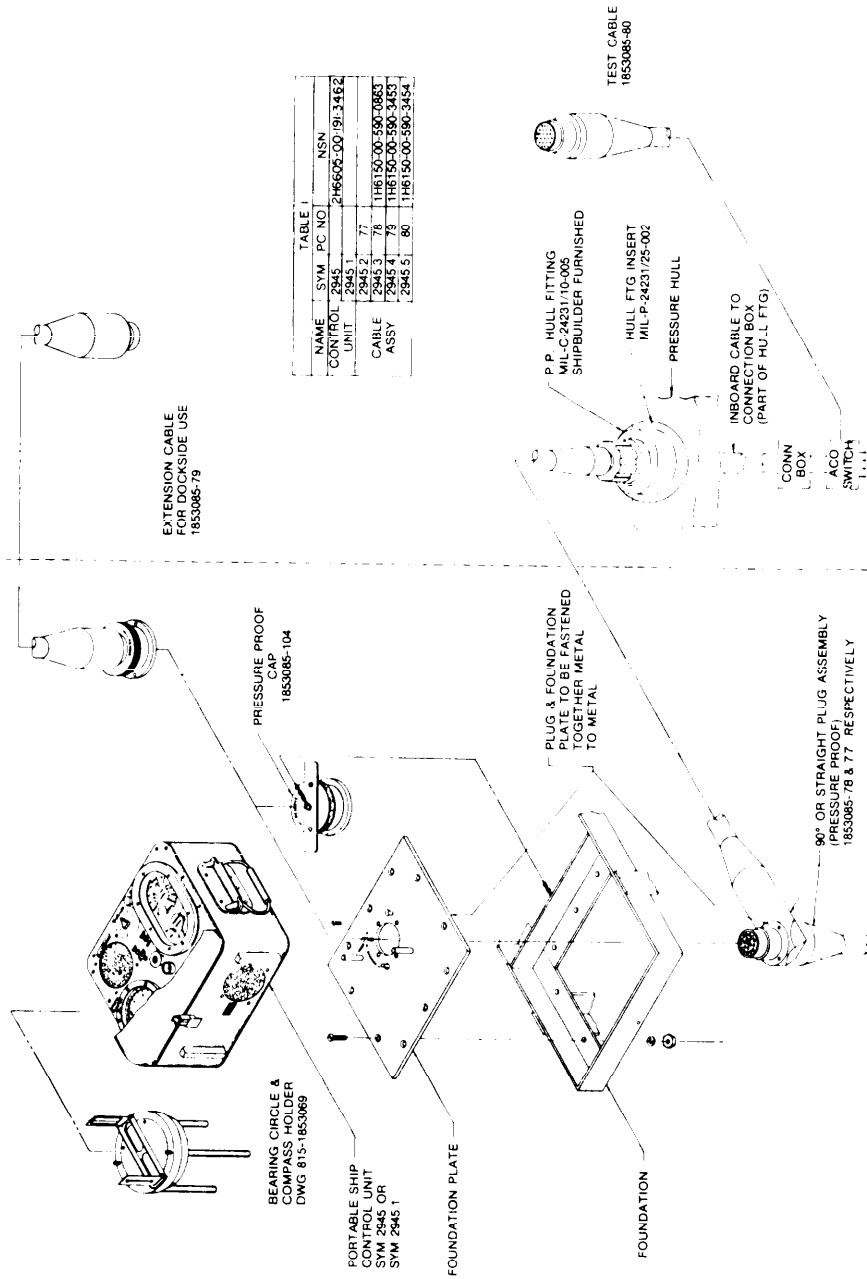 EXTENSION CABLE
FOR DOCKSIDE USE
1853085-79
TABLE I
NAME SYM PC NO NSN
CONTROL UNIT 2945 2H6605-00-191-3462
2945 1
CABLE ASSY 2945 2 77
2945 3 78 1H6150-00-590-0863
2945 4 79 1H6150-00-590-3453
2945 5 80 1H6150-00-590-3454
TEST CABLE
1853085-80
P.P. HULL FITTING
MIL-C-24231/10-005
SHIPBUILDER FURNISHED
HULL FTG INSERT
MIL-P-24231/25-002
PRESSURE HULL
INBOARD CABLE TO
CONNECTION BOX
(PART OF HULL FTG)
CONN
BOX
ACO
SWITCH
PRESSURE PROOF
CAP
1853085-104
PLUG & FOUNDATION
PLATE TO BE FASTENED
TOGETHER METAL
TO METAL
90° OR STRAIGHT PLUG ASSEMBLY
(PRESSURE PROOF)
1853085-78 & 77 RESPECTIVELY
BEARING CIRCLE &
COMPASS HOLDER
DWG 815-1853069
PORTABLE SHIP
CONTROL UNIT
SYM 2945 OR
SYM 2945.1
FOUNDATION PLATE
FOUNDATION